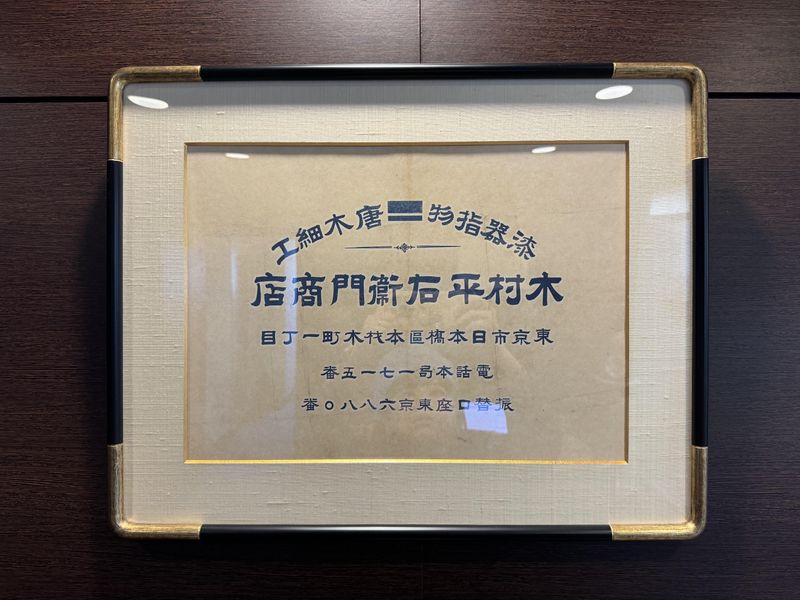 漆器指物 唐木細工
木村平右衞門商店
東京市日本橋區本材木町一丁目
電話本局一七一五番
振替口座東京六八八〇番